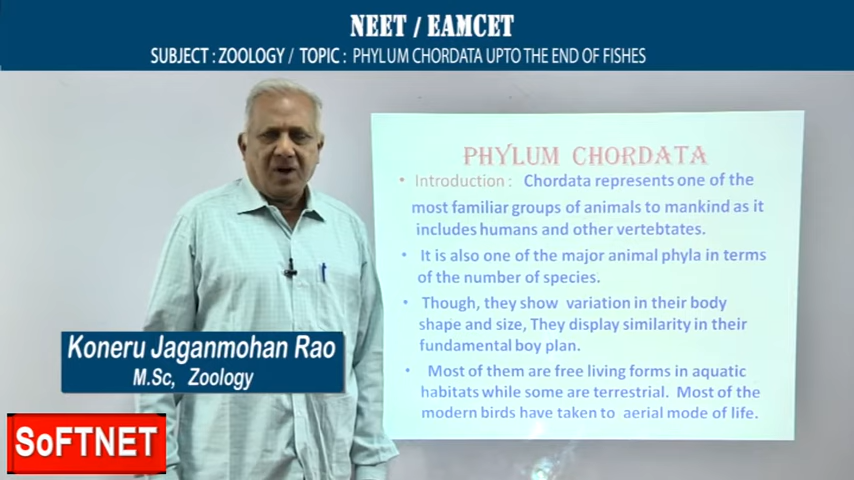 NEET / EAMCET
SUBJECT : ZOOLOGY / TOPIC : PHYLUM CHORDATA UPTO THE END OF FISHES
PHYLUM CHORDATA
• Introduction : Chordata represents one of the
most familiar groups of animals to mankind as it
includes humans and other vertebtates.
• It is also one of the major animal phyla in terms
of the number of species.
• Though, they show variation in their body
shape and size, They display similarity in their
fundamental boy plan.
• Most of them are free living forms in aquatic
habitats while some are terrestrial. Most of the
modern birds have taken to aerial mode of life.
Koneru Jaganmohan Rao
M.Sc, Zoology
SoFTNET